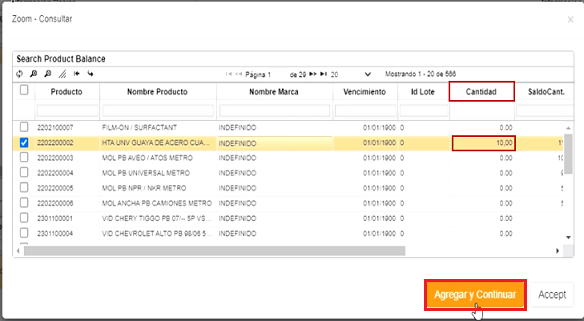 Zoom - Consultar
Search Product Balance
Página 1 de 29 20 Mostrando 1 - 20 de 566
Producto Nombre Producto Nombre Marca Vencimiento Id Lote Cantidad SaldoCant.
2202100007 FILM-ON / SURFACTANT INDEFINIDO 01/01/1900 0 0.00
2202200002 HTA UNV GUAYA DE ACERO CUA... INDEFINIDO 01/01/1900 0 10,00
2202200003 MOL PB AVEO / ATOS METRO INDEFINIDO 01/01/1900 0 0.00
2202200004 MOL PB UNIVERSAL METRO INDEFINIDO 01/01/1900 0 0.00
2202200005 MOL PB NPR / NKR METRO INDEFINIDO 01/01/1900 0 0.00
2202200006 MOL ANCHA PB CAMIONES METRO INDEFINIDO 01/01/1900 0 0.00
2301100001 VID CHERY TIGGO PB 07/-- SP VS... INDEFINIDO 01/01/1900 0 0.00
2301100004 VID CHEVROLET ALTO PB 98/06 5... INDEFINIDO 01/01/1900 0 0.00
Agregar y Continuar Accept